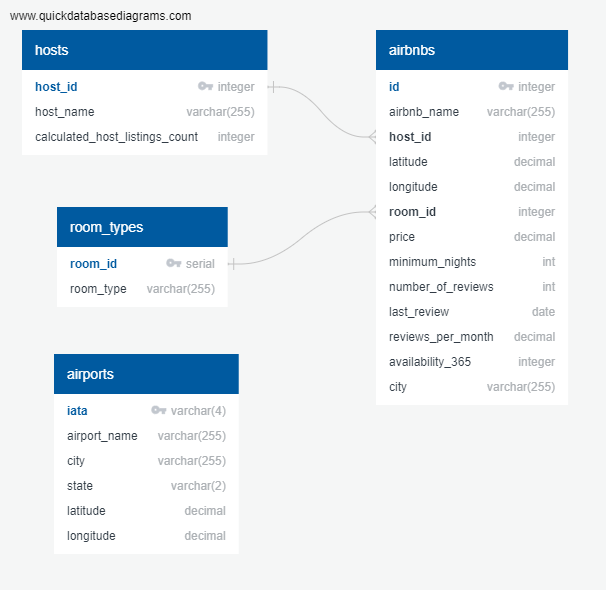 www.quickdatabasediagrams.com
hosts
host_id integer
host_name varchar(255)
calculated_host_listings_count integer
room_types
room_id serial
room_type varchar(255)
airports
iata varchar(4)
airport_name varchar(255)
city varchar(255)
state varchar(2)
latitude decimal
longitude decimal
airbnbs
id integer
airbnb_name varchar(255)
host_id integer
latitude decimal
longitude decimal
room_id integer
price decimal
minimum_nights int
number_of_reviews int
last_review date
reviews_per_month decimal
availability_365 integer
city varchar(255)